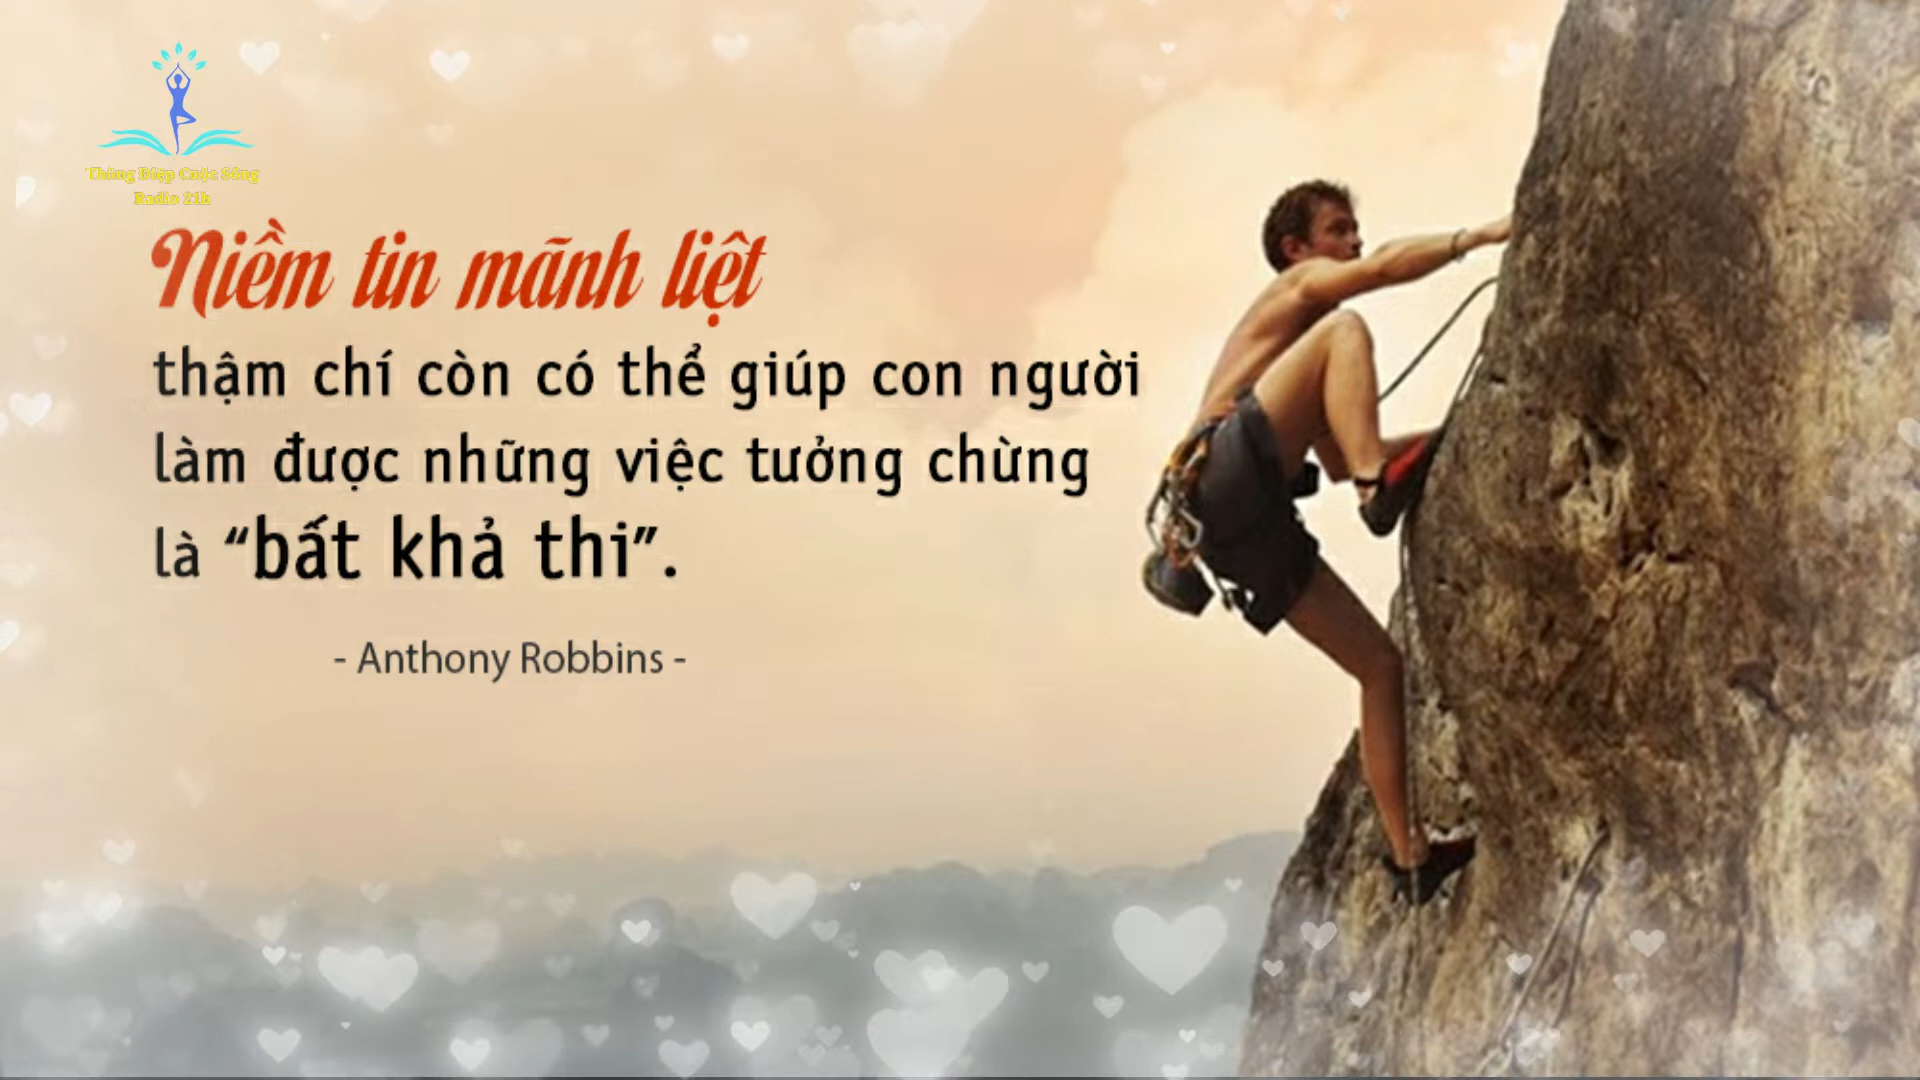 Thông Điệp Cuộc Sống
Radio 21h
Niềm tin mãnh liệt
thậm chí còn có thể giúp con người
làm được những việc tưởng chừng
là “bất khả thi”.
- Anthony Robbins -